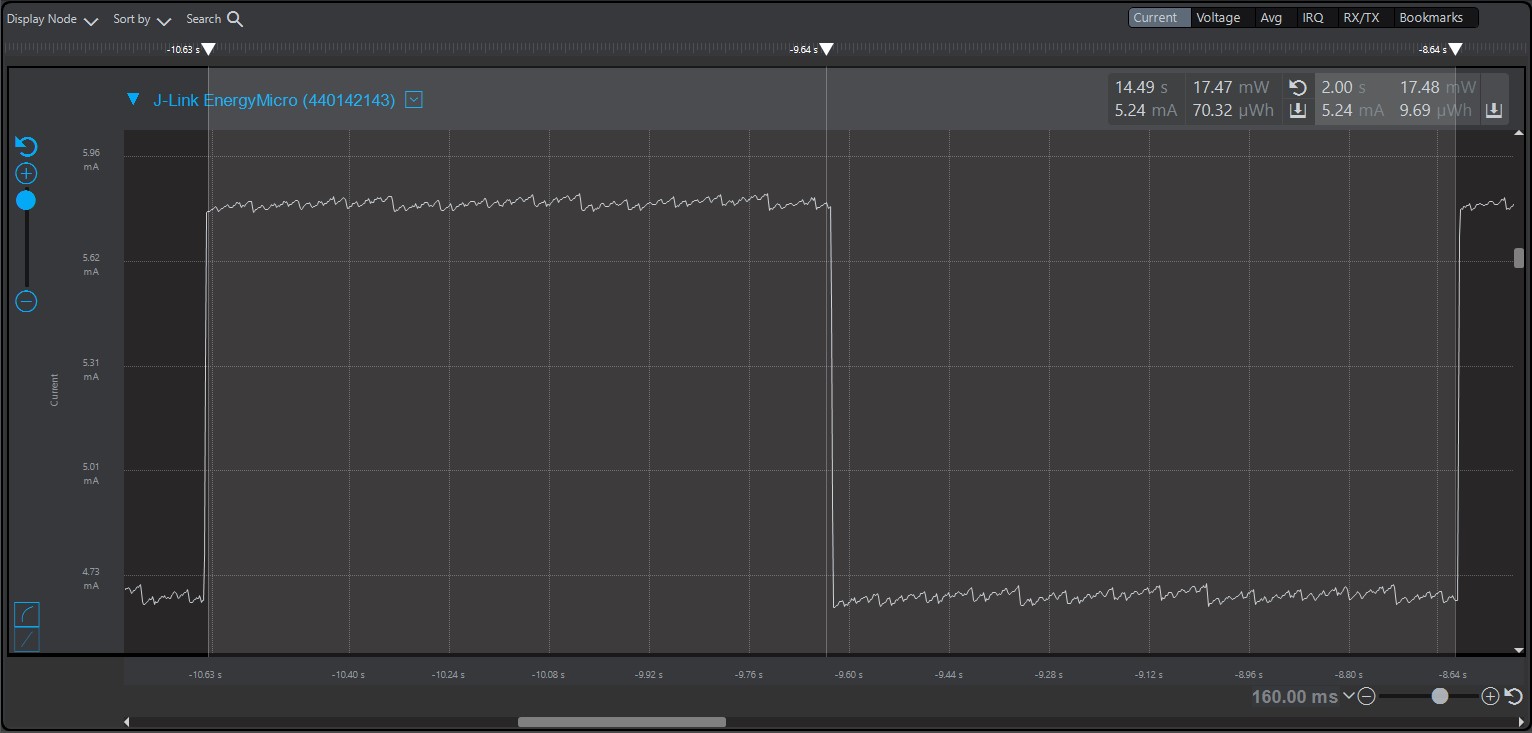 Display Node Sort by Search Current Voltage Avg IRQ RX/TX Bookmarks
-10.63 s -9.64 s -8.64 s
J-Link EnergyMicro (440142143)
14.49 s 17.47 mW 2.00 s 17.48 mW
5.24 mA 70.32 µWh 5.24 mA 9.69 µWh
5.96
mA
5.62
mA
5.31
mA
Current
5.01
mA
4.73
mA
-10.63 s -10.40 s -10.24 s -10.08 s -9.92 s -9.76 s -9.60 s -9.44 s -9.28 s -9.12 s -8.96 s -8.80 s -8.64 s
160.00 ms